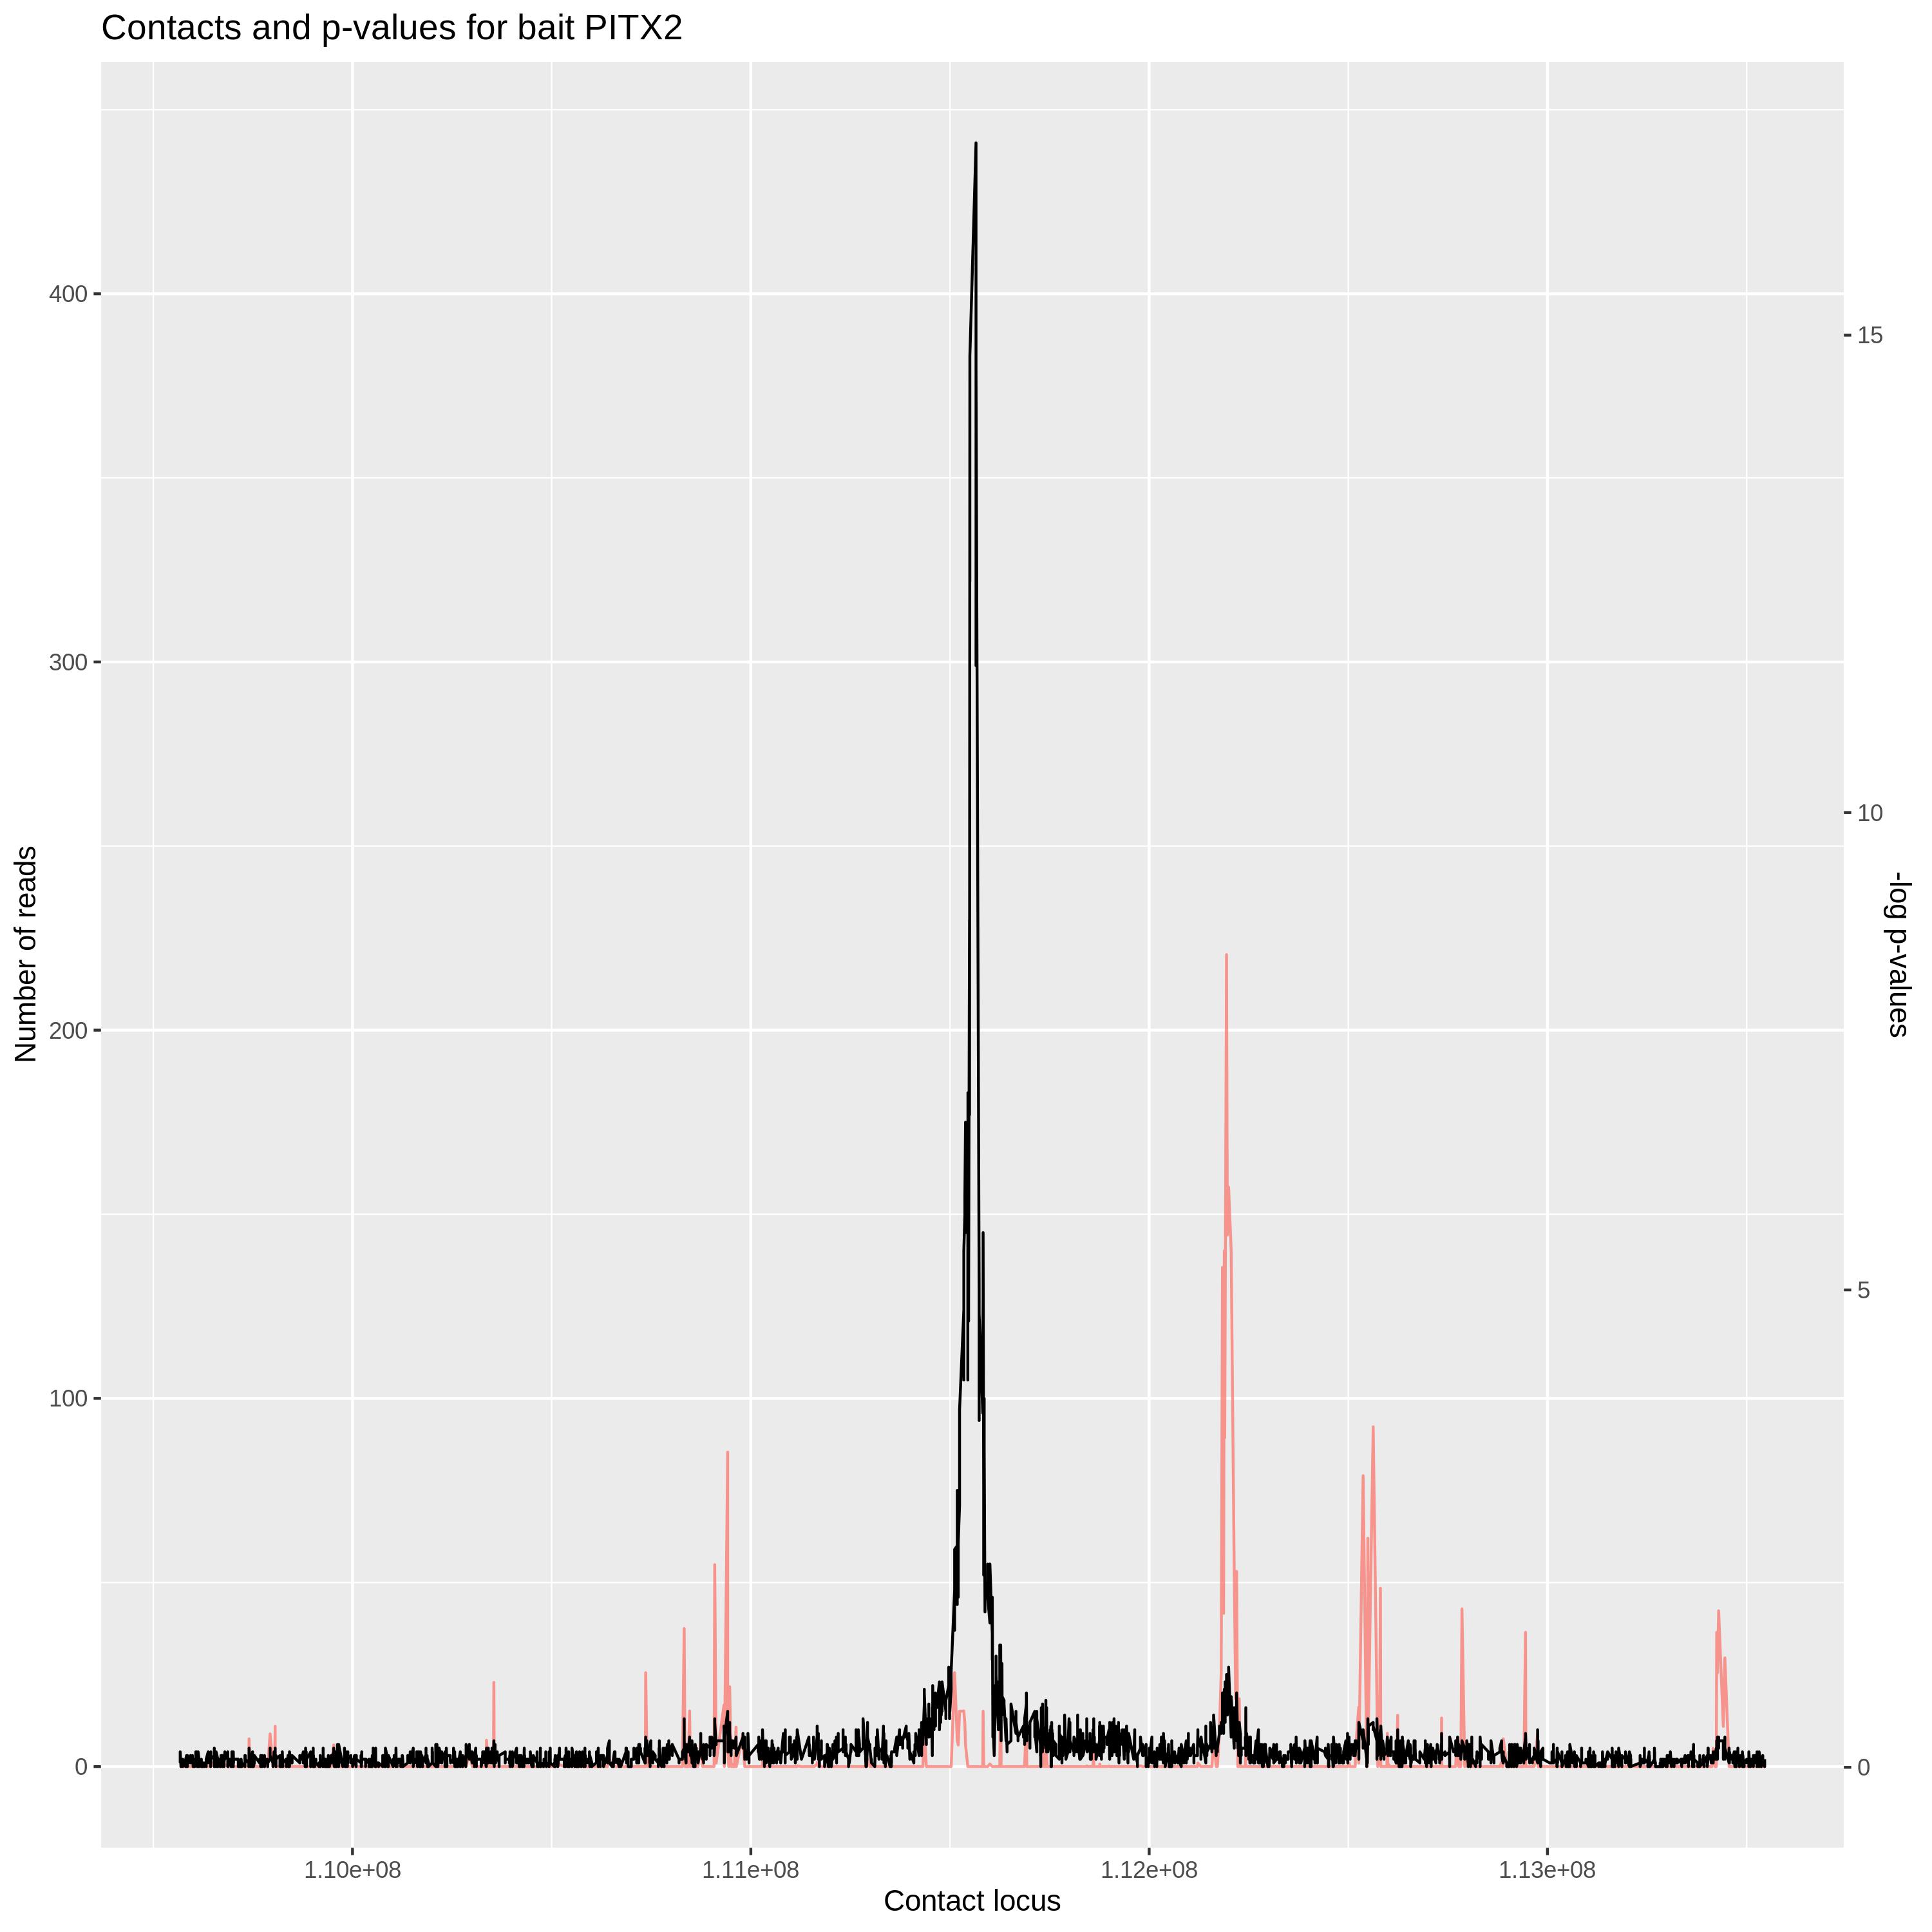 Contacts and p-values for bait PITX2
400
300
200
100
0
Number of reads
15
10
5
0
-log p-values
1.10e+08
1.11e+08
1.12e+08
1.13e+08
Contact locus